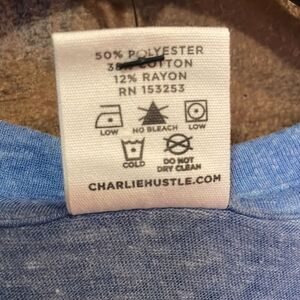 50% POLYESTER
38% COTTON
12% RAYON
RN 153253
LOW NO BLEACH LOW
COLD DO NOT DRY CLEAN
CHARLIEHUSTLE.COM